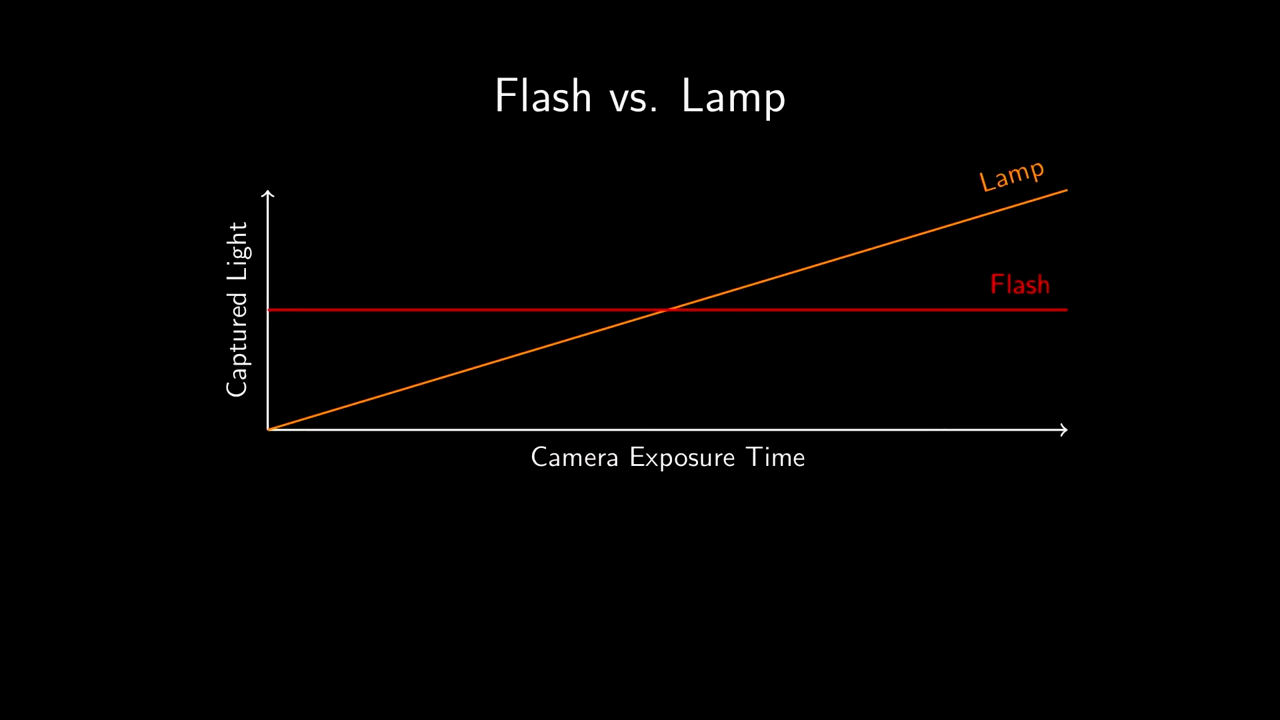 Flash vs. Lamp
Lamp
Flash
Captured Light
Camera Exposure Time